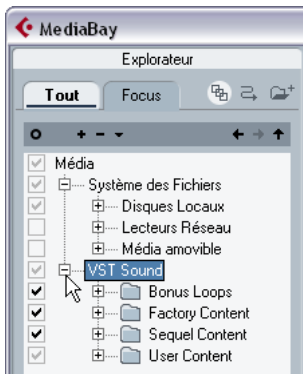 MediaBay
Explorateur
Tout Focus
Média
Système des Fichiers
Disques Locaux
Lecteurs Réseau
Média amovible
VST Sound
Bonus Loops
Factory Content
Sequel Content
User Content